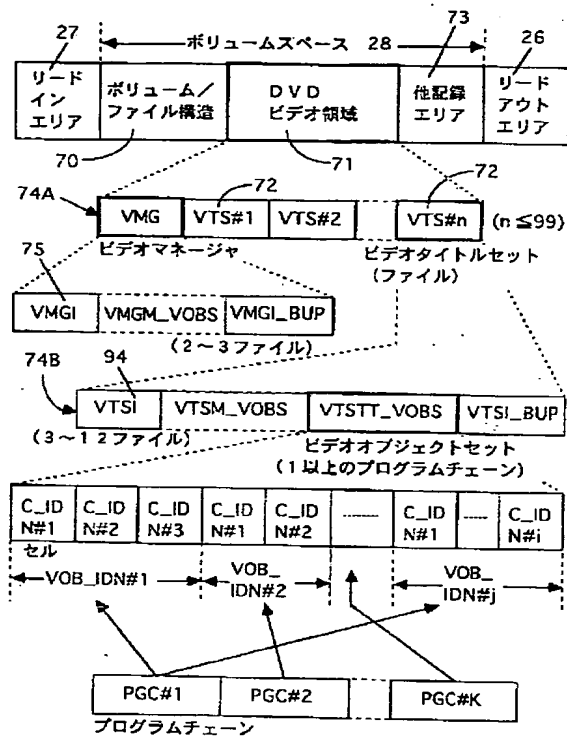 27
ボリュームスペース 28
73
26
リード
イン
エリア
ボリューム/
ファイル構造
DVD
ビデオ領域
他記録
エリア
リード
アウト
エリア
70
71
74A
72
72
VMG
VTS#1
VTS#2
VTS#n
(n≦99)
ビデオマネージャ
ビデオタイトルセット
(ファイル)
75
VMGI
VMGM_VOBS
VMGI_BUP
(2~3ファイル)
74B
94
VTSI
VTSM_VOBS
VTSTT_VOBS
VTSI_BUP
(3~12ファイル)
ビデオオブジェクトセット
(1以上のプログラムチェーン)
C_ID
N#1
C_ID
N#2
C_ID
N#3
C_ID
N#1
C_ID
N#2
C_ID
N#1
C_ID
N#i
セル
VOB_IDN#1
VOB_
IDN#2
VOB_
IDN#j
PGC#1
PGC#2
PGC#K
プログラムチェーン